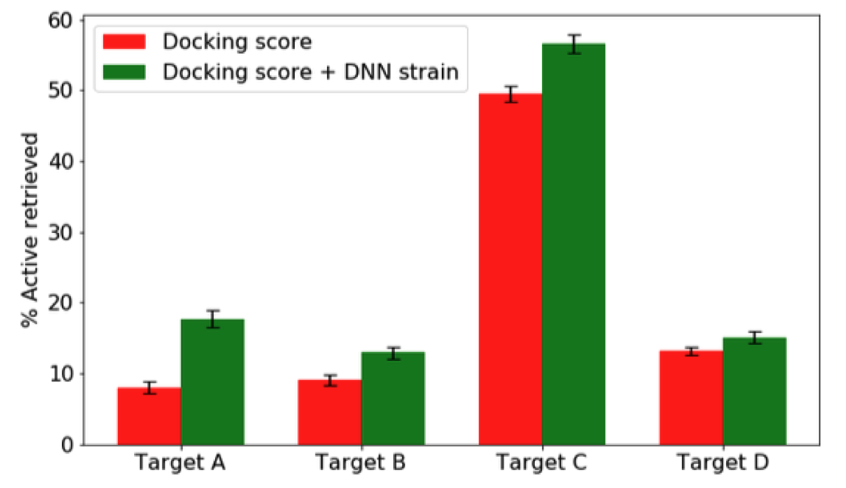 Docking score
Docking score + DNN strain
% Active retrieved
60
50
40
30
20
10
0
Target A
Target B
Target C
Target D